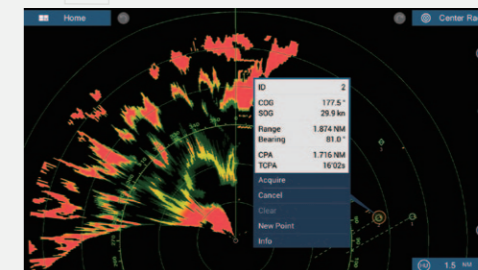 Home
Center Ra
ID 2
COG 177.5°
SOG 29.9 kn
Range 1.874 NM
Bearing 81.0°
CPA 1.716 NM
TCPA 16'02s
Acquire
Cancel
Clear
New Point
Info
1.5 NM